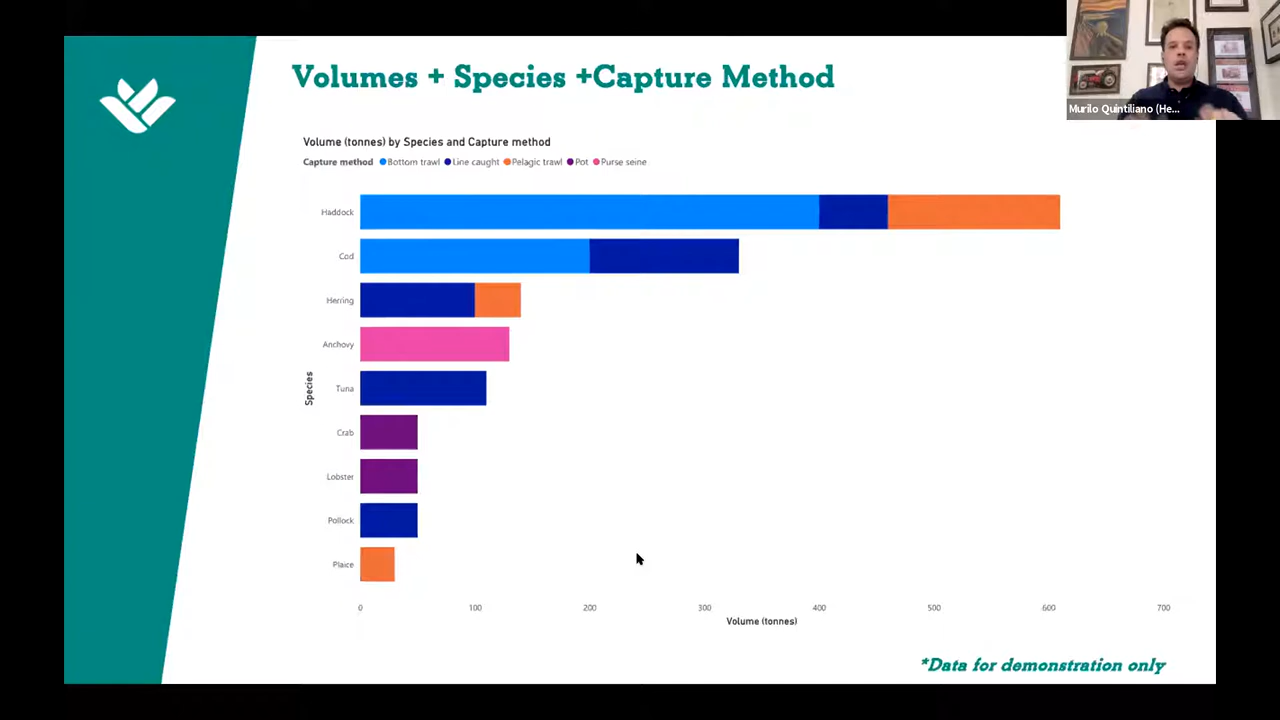 Volumes + Species +Capture Method
Murilo Quintiliano (He...
Volume (tonnes) by Species and Capture method
Capture method Bottom trawl Line caught Pelagic trawl Pot Purse seine
Haddock
Cod
Herring
Anchovy
Tuna
Crab
Lobster
Pollock
Plaice
Species
0 100 200 300 400 500 600 700
Volume (tonnes)
*Data for demonstration only